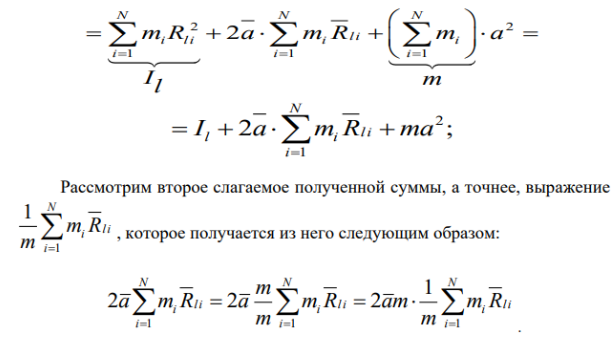 = \underbrace{\sum_{i=1}^{N} m_i R_{li}^2}_{I_l} + 2\overline{a} \cdot \sum_{i=1}^{N} m_i \overline{R}_{li} + \underbrace{\left( \sum_{i=1}^{N} m_i \right)}_{m} \cdot a^2 =
= I_l + 2\overline{a} \cdot \sum_{i=1}^{N} m_i \overline{R}_{li} + ma^2;
Рассмотрим второе слагаемое полученной суммы, а точнее, выражение
\frac{1}{m} \sum_{i=1}^{N} m_i \overline{R}_{li} , которое получается из него следующим образом:
2\overline{a} \sum_{i=1}^{N} m_i \overline{R}_{li} = 2\overline{a} \frac{m}{m} \sum_{i=1}^{N} m_i \overline{R}_{li} = 2\overline{a}m \cdot \frac{1}{m} \sum_{i=1}^{N} m_i \overline{R}_{li} .